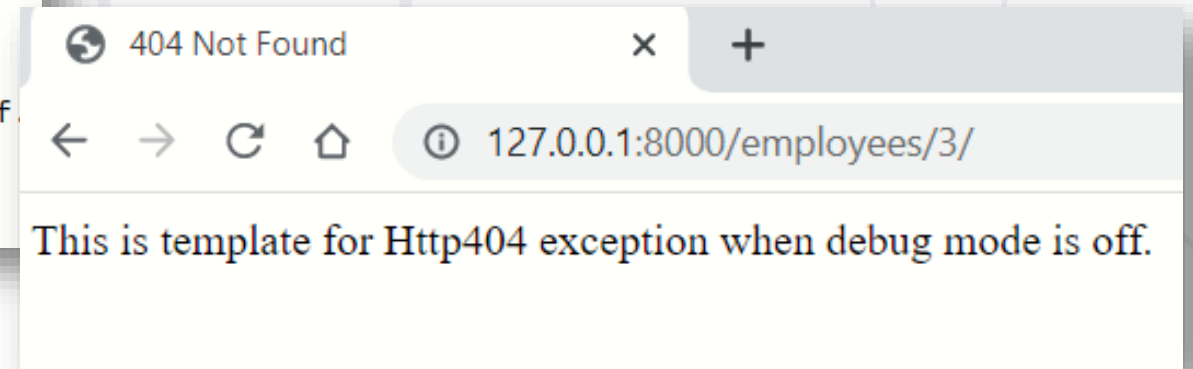 404 Not Found
f .
127.0.0.1:8000/employees/3/
This is template for Http404 exception when debug mode is off.